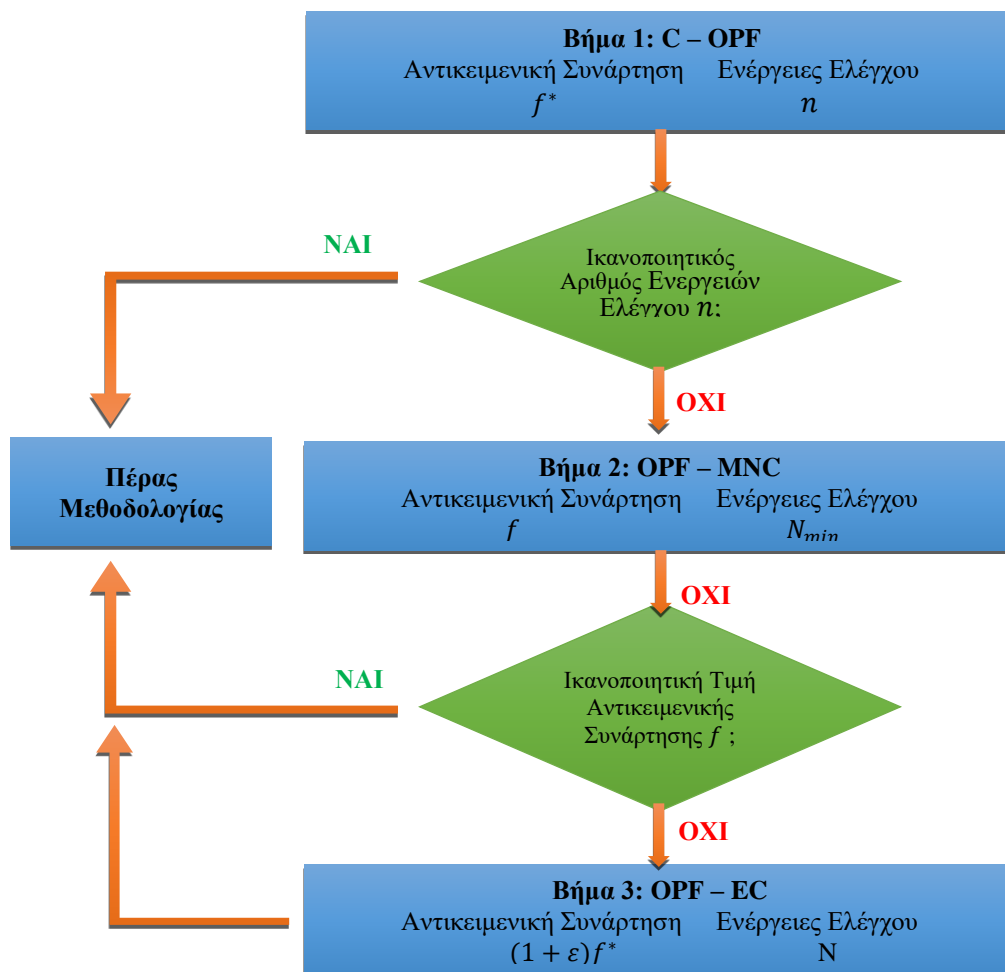 Βήμα 1: C – OPF
Αντικειμενική Συνάρτηση Ενέργειες Ελέγχου
f* n
ΝΑΙ
Ικανοποιητικός
Αριθμός Ενεργειών
Ελέγχου n;
ΟΧΙ
Πέρας
Μεθοδολογίας
Βήμα 2: OPF – MNC
Αντικειμενική Συνάρτηση Ενέργειες Ελέγχου
f N_min
ΟΧΙ
ΝΑΙ
Ικανοποιητική Τιμή
Αντικειμενικής
Συνάρτησης f ;
ΟΧΙ
Βήμα 3: OPF – EC
Αντικειμενική Συνάρτηση Ενέργειες Ελέγχου
(1 + ε)f* N